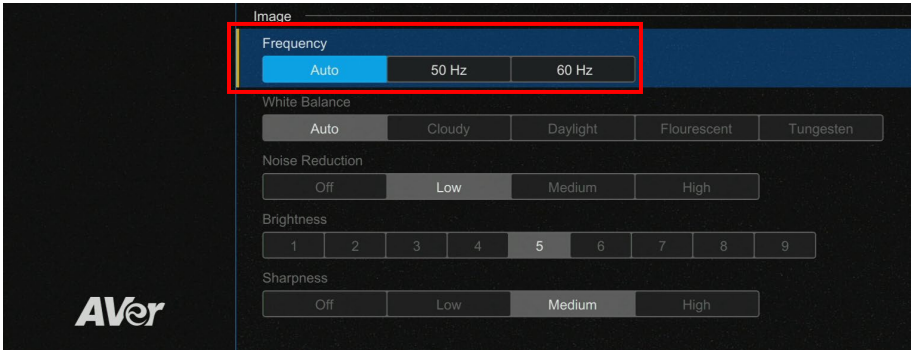 Image
Frequency
Auto 50 Hz 60 Hz
White Balance
Auto Cloudy Daylight Flourescent Tungesten
Noise Reduction
Off Low Medium High
Brightness
1 2 3 4 5 6 7 8 9
Sharpness
Off Low Medium High
AVer